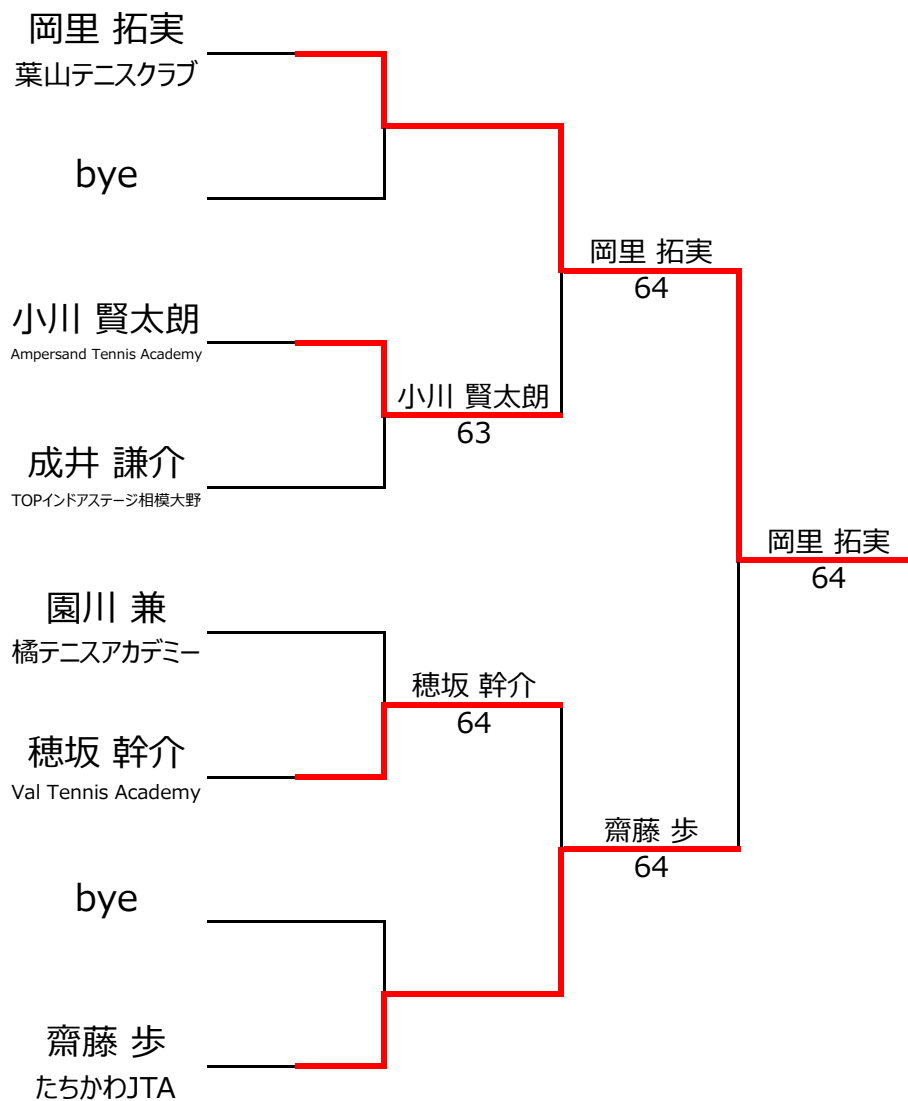 岡里 拓実
葉山テニスクラブ
bye
小川 賢太朗
Ampersand Tennis Academy
成井 謙介
TOPインドアステージ相模大野
園川 兼
橘テニスアカデミー
穂坂 幹介
Val Tennis Academy
bye
齋藤 歩
たちかわJTA
小川 賢太朗
63
穂坂 幹介
64
岡里 拓実
64
齋藤 歩
64
岡里 拓実
64